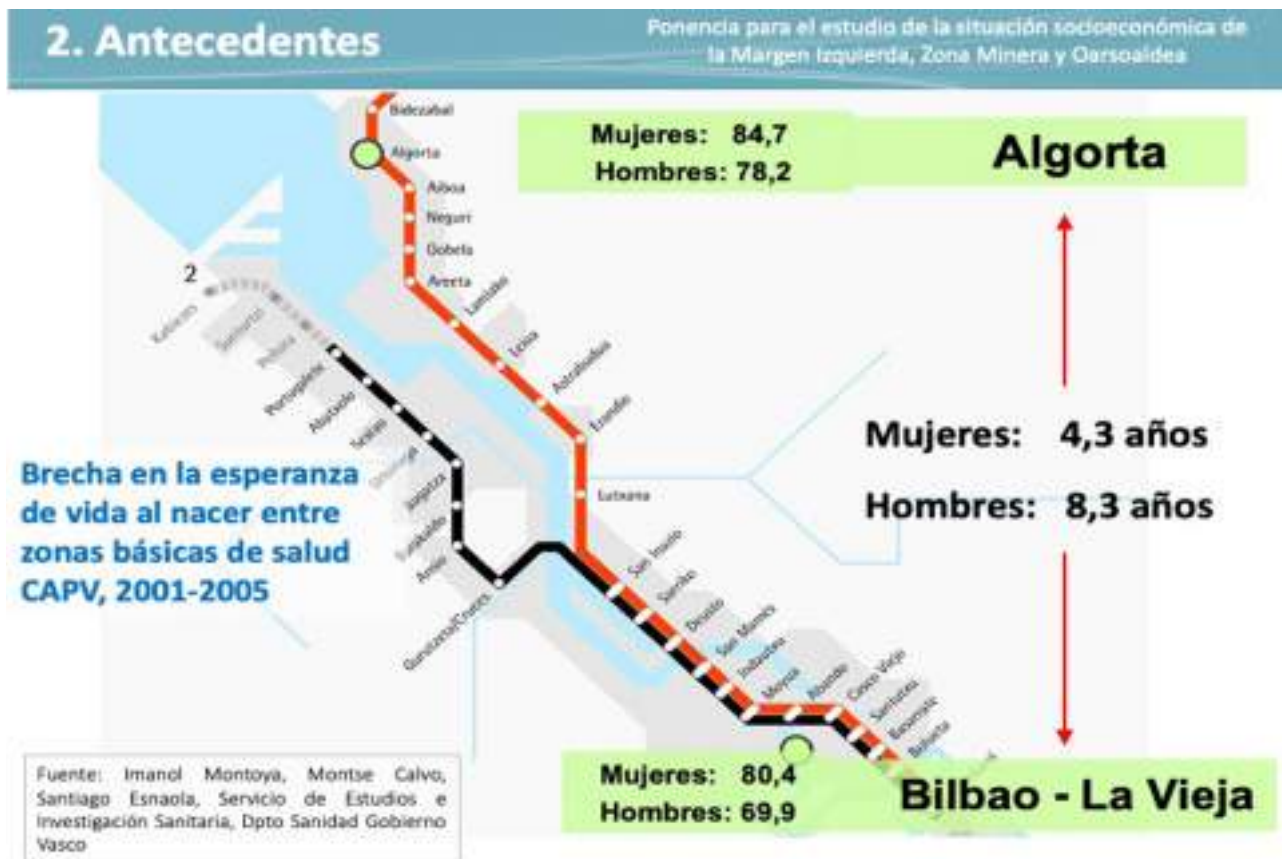 2. Antecedentes
Ponencia para el estudio de la situación socioeconómica de
la Margen Izquierda, Zona Minera y Oarsoaldea
Bidezabal
Algorta
Aiboa
Neguri
Gobela
Areeta
Lamiako
Leioa
Astrabudua
Erandio
Lutxana
Mujeres: 84,7
Hombres: 78,2
Algorta
2
Kabiezes
Santurtzi
Peñota
Portugalete
Abatxolo
Sestao
Urbinaga
Bagatza
Barakaldo
Ansio
Gurutzeta/Cruces
San Inazio
Sarriko
Deusto
San Mamés
Indautxu
Moyua
Abando
Casco Viejo
Santutxu
Basarrate
Bolueta
Mujeres: 4,3 años
Hombres: 8,3 años
Brecha en la esperanza
de vida al nacer entre
zonas básicas de salud
CAPV, 2001-2005
Fuente: Imanol Montoya, Montse Calvo,
Santiago Esnaola, Servicio de Estudios e
Investigación Sanitaria, Dpto Sanidad Gobierno
Vasco
Mujeres: 80,4
Hombres: 69,9
Bilbao - La Vieja